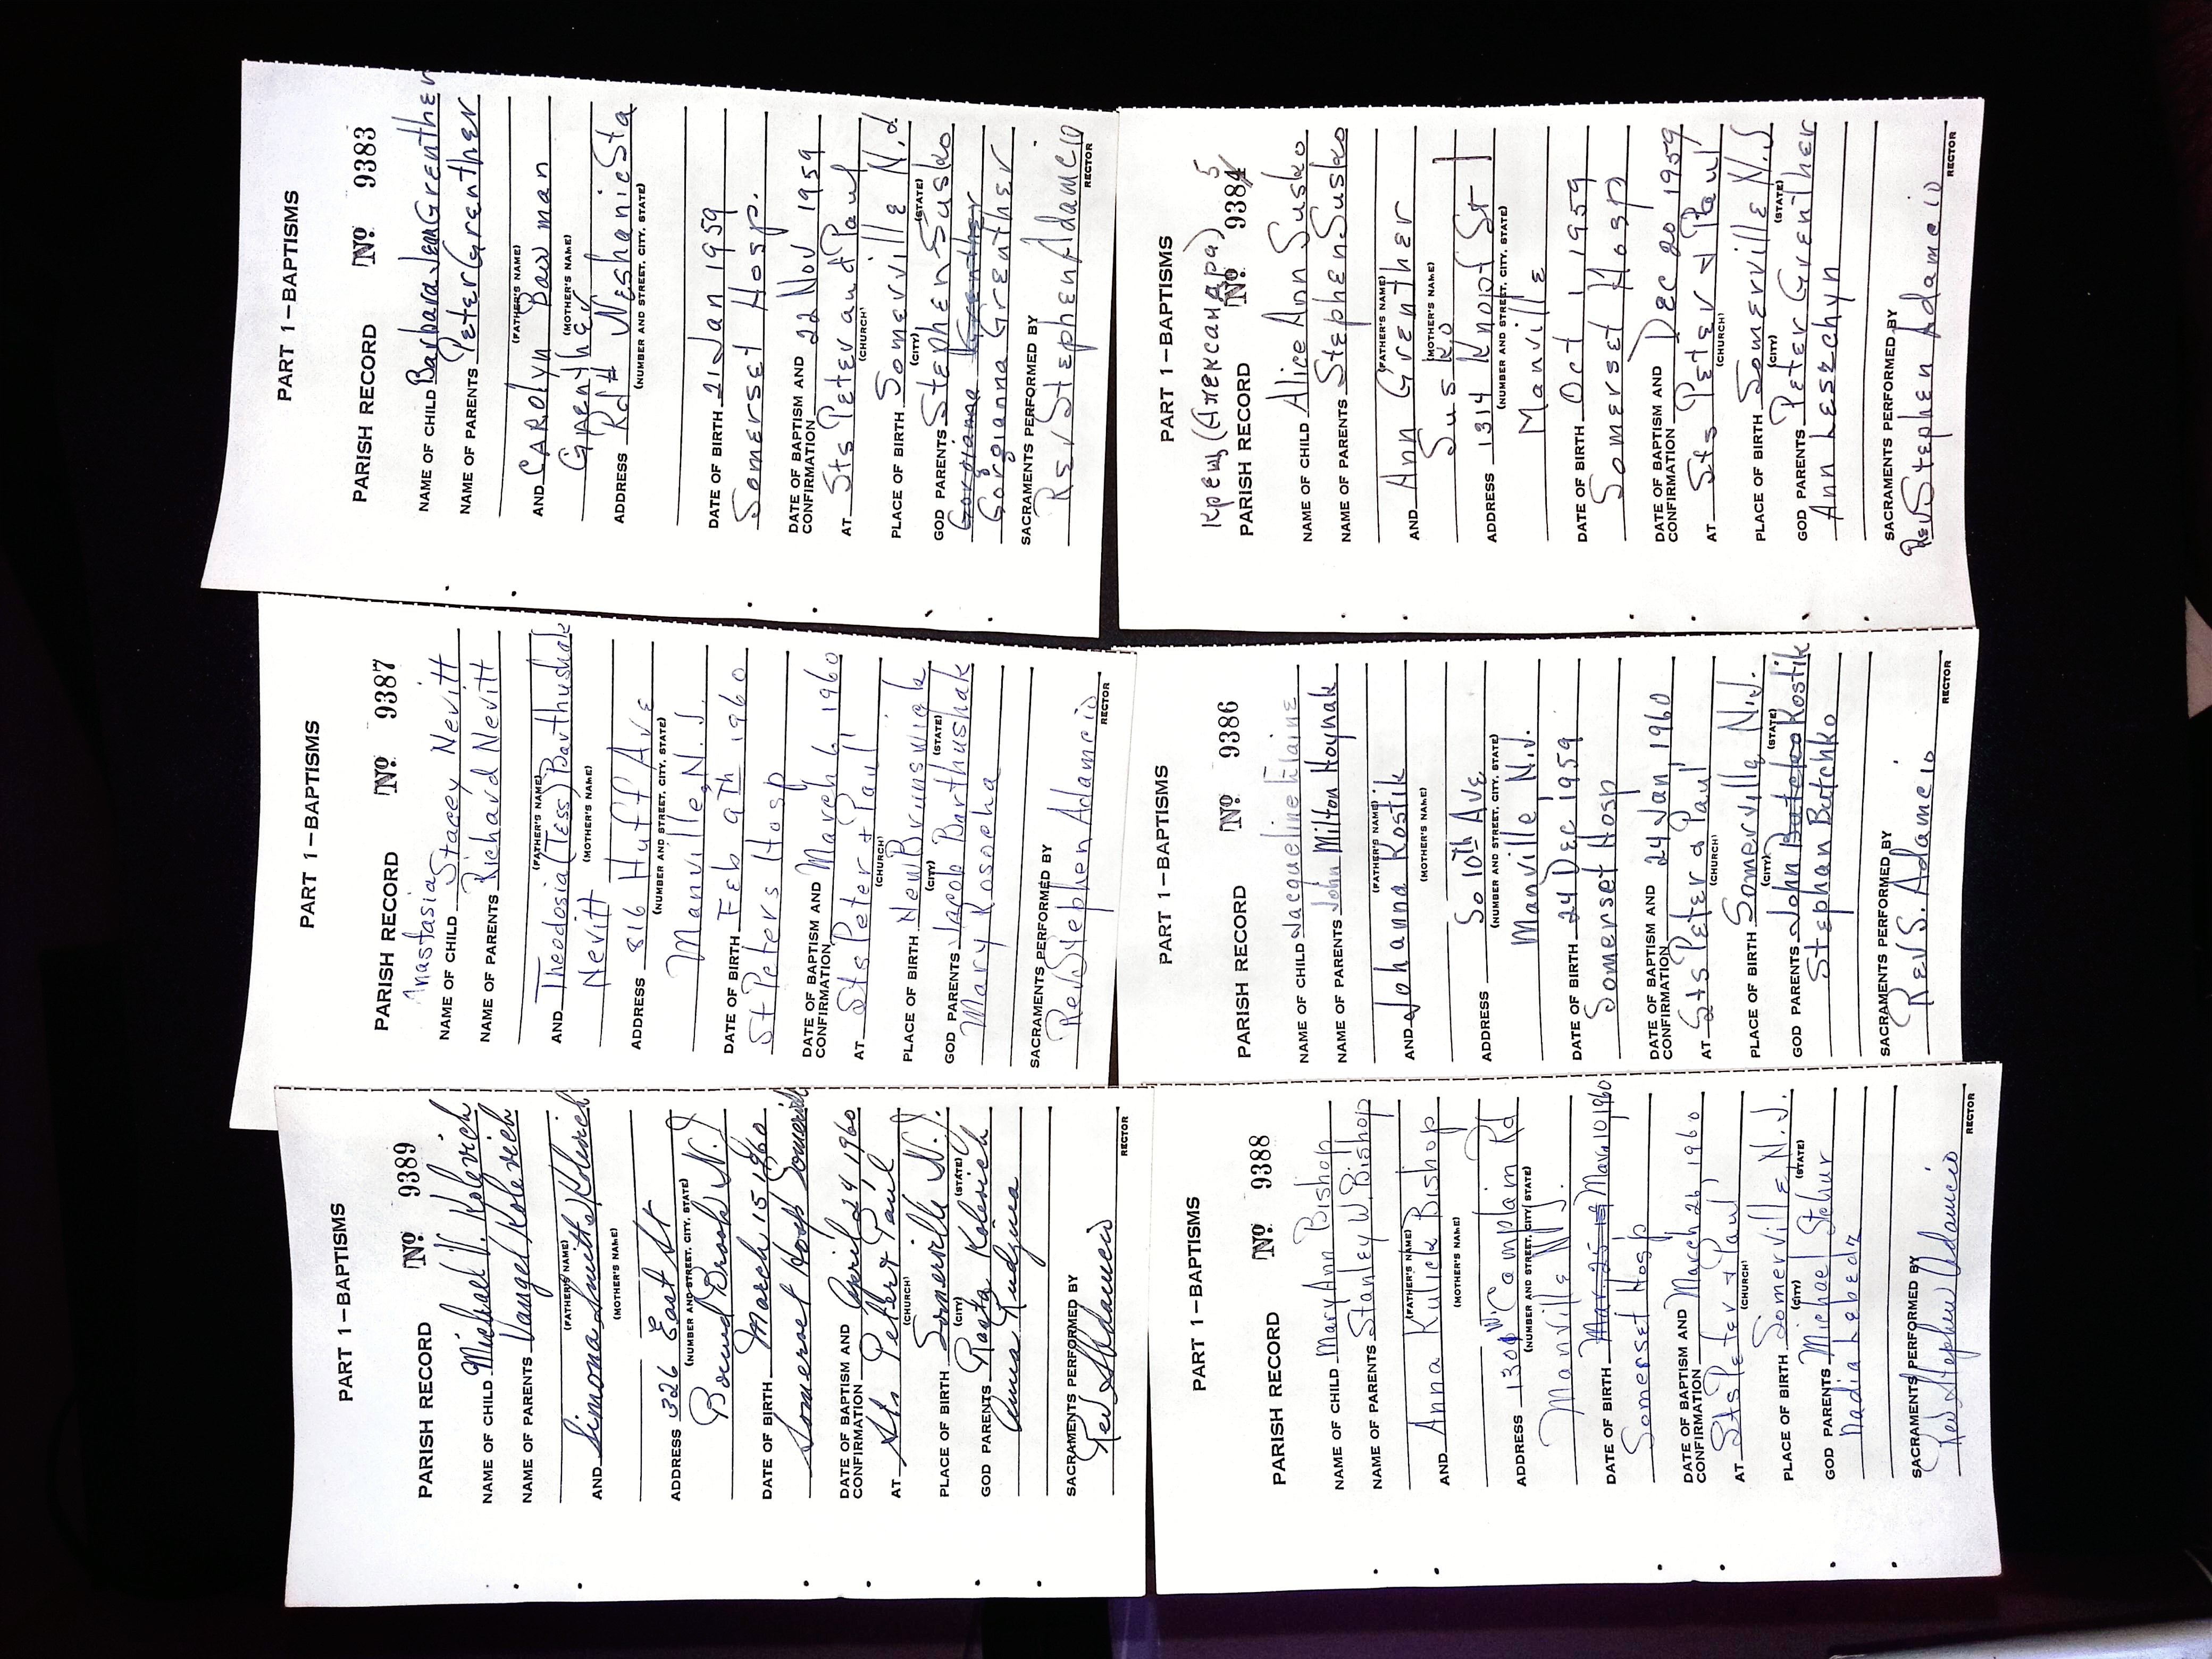 PART 1—BAPTISMS
PARISH RECORD No 9389
NAME OF CHILD Michael V. Kolevich
NAME OF PARENTS Vangel Kolevich
(FATHER'S NAME)
AND Simona Smith Kolevich
(MOTHER'S NAME)
ADDRESS 326 East St
(NUMBER AND STREET, CITY, STATE)
Bound Brook N.J
DATE OF BIRTH March 15, 1960
Somerset Hosp Somerville
DATE OF BAPTISM AND
CONFIRMATION April 24, 1960
AT Sts Peter & Paul
(CHURCH)
PLACE OF BIRTH Somerville N.J.
(CITY) (STATE)
GOD PARENTS Rasta Kolevich
Anna
SACRAMENTS PERFORMED BY
Rev S Adamcio
RECTOR
PART 1—BAPTISMS
PARISH RECORD No 9387
Anastasia
NAME OF CHILD Stacey Nevitt
NAME OF PARENTS Richard Nevitt
(FATHER'S NAME)
AND Theodosia (Tess) Barthushak
Nevitt (MOTHER'S NAME)
ADDRESS 816 Huff Ave
(NUMBER AND STREET, CITY, STATE)
Manville, N. J.
DATE OF BIRTH Feb 9th 1960
St Peters Hosp
DATE OF BAPTISM AND
CONFIRMATION March 6, 1960
AT Sts Peter + Paul
(CHURCH)
PLACE OF BIRTH New Brunswick
(CITY) (STATE)
GOD PARENTS Jacob Barthushak
Mary Kosocha
SACRAMENTS PERFORMED BY
Rev Stephen Adamcio
RECTOR
PART 1—BAPTISMS
PARISH RECORD No 9383
NAME OF CHILD Barbara Jean Grenther
NAME OF PARENTS Peter Grenther
(FATHER'S NAME)
AND CAROlyn Bowman
(MOTHER'S NAME)
Grenther
ADDRESS Rd # Neshanic Sta
(NUMBER AND STREET, CITY, STATE)
DATE OF BIRTH 21 Jan 1959
Somerset Hosp.
DATE OF BAPTISM AND
CONFIRMATION 22 Nov 1959
AT Sts Peter and Paul
(CHURCH)
PLACE OF BIRTH Somerville N.J.
(CITY) (STATE)
GOD PARENTS Stephen Susko
Gorgianna Grenther
Gorgianna Grenther
SACRAMENTS PERFORMED BY
Rev Stephen Adamcio
RECTOR
PART 1—BAPTISMS
PARISH RECORD No 9388
NAME OF CHILD Mary Ann Bishop
NAME OF PARENTS Stanley W. Bishop
(FATHER'S NAME)
AND Anna Kulick Bishop
(MOTHER'S NAME)
ADDRESS 1301 W. Camplain Rd
(NUMBER AND STREET, CITY, STATE)
Manville N J.
DATE OF BIRTH Mar. 25 19 Mar. 10, 1960
Somerset Hosp
DATE OF BAPTISM AND
CONFIRMATION March 26, 1960
AT Sts Peter + Paul
(CHURCH)
PLACE OF BIRTH Somerville, N. J.
(CITY) (STATE)
GOD PARENTS Michael Stchur
Nadia Lebedz
SACRAMENTS PERFORMED BY
Rev Stephen Adamcio
RECTOR
PART 1—BAPTISMS
PARISH RECORD No 9386
NAME OF CHILD Jacqueline Elaine
NAME OF PARENTS John Milton Hoynak
(FATHER'S NAME)
AND Johanna Kostik
(MOTHER'S NAME)
ADDRESS So 10th Ave
(NUMBER AND STREET, CITY, STATE)
Manville, N.J.
DATE OF BIRTH 24 Dec 1959
Somerset Hosp
DATE OF BAPTISM AND
CONFIRMATION 24 Jan, 1960
AT Sts Peter & Paul
(CHURCH)
PLACE OF BIRTH Somerville N.J.
(CITY) (STATE)
GOD PARENTS John Kostik
Stephan Butchko
SACRAMENTS PERFORMED BY
Rev S. Adamcio
RECTOR
PART 1—BAPTISMS
Крещ (Александра) 5
PARISH RECORD No 9384
NAME OF CHILD Alice Ann Susko
NAME OF PARENTS Stephen Susko
(FATHER'S NAME)
AND Ann Grenther
(MOTHER'S NAME)
Susko
ADDRESS 1314 Knopf St
(NUMBER AND STREET, CITY, STATE)
Manville
DATE OF BIRTH Oct 1, 1959
Somerset Hosp
DATE OF BAPTISM AND
CONFIRMATION Dec 20 1959
AT Sts Peter & Paul
(CHURCH)
PLACE OF BIRTH Somerville N.J
(CITY) (STATE)
GOD PARENTS Peter Grenther
Ann Leszchyn
SACRAMENTS PERFORMED BY
Rev Stephen Adamcio
RECTOR